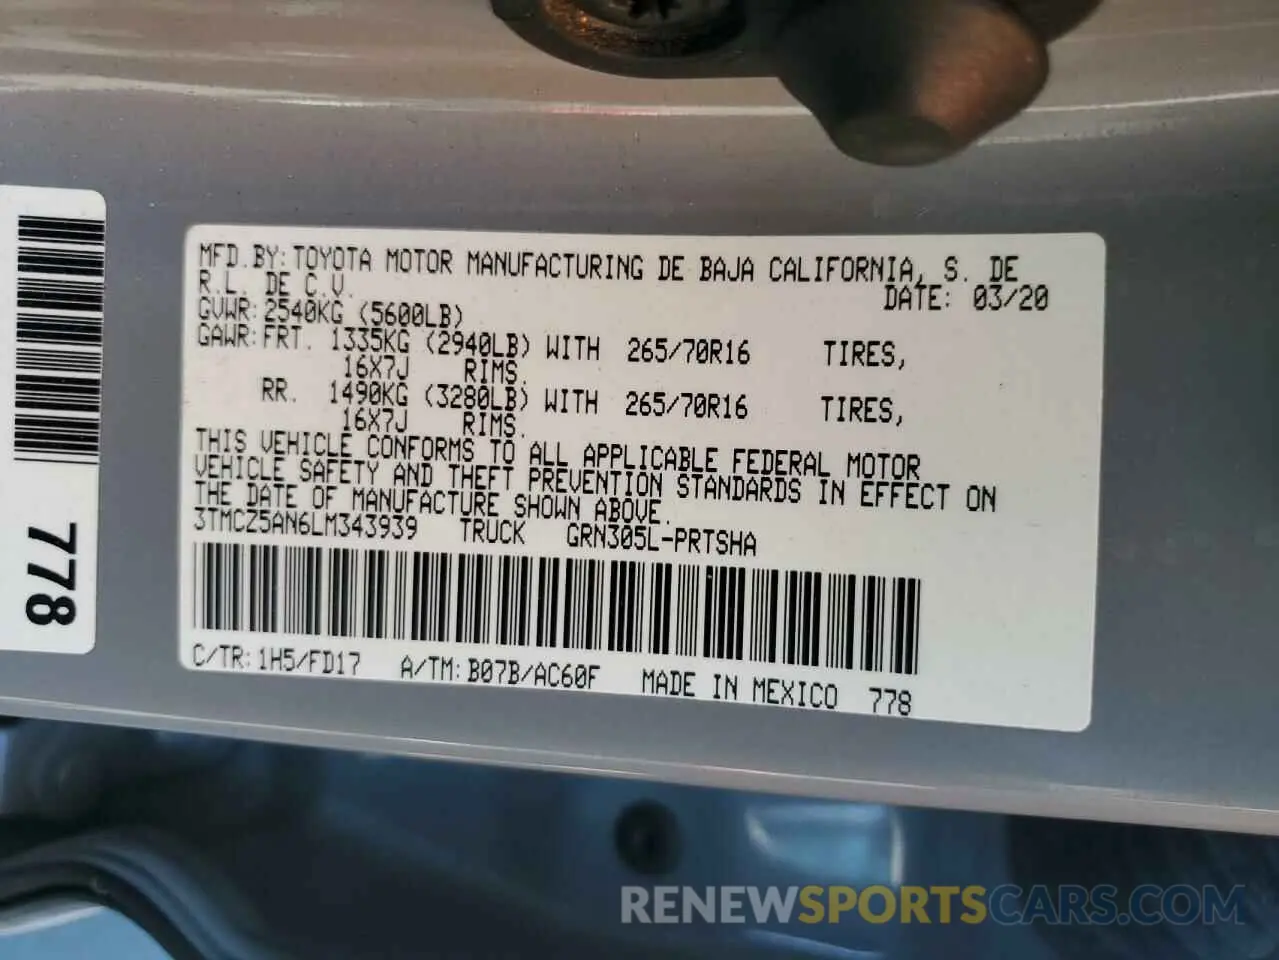 MFD.BY:TOYOTA MOTOR MANUFACTURING DE BAJA CALIFORNIA, S. DE
R.L. DE C.V. DATE: 03/20
GVWR:2540KG (5600LB)
GAWR:FRT. 1335KG (2940LB) WITH 265/70R16 TIRES,
16X7J RIMS.
RR. 1490KG (3280LB) WITH 265/70R16 TIRES,
16X7J RIMS.
THIS VEHICLE CONFORMS TO ALL APPLICABLE FEDERAL MOTOR
VEHICLE SAFETY AND THEFT PREVENTION STANDARDS IN EFFECT ON
THE DATE OF MANUFACTURE SHOWN ABOVE.
3TMCZ5AN6LM343939 TRUCK GRN305L-PRTSHA
C/TR:1H5/FD17 A/TM:B07B/AC60F MADE IN MEXICO 778
778
RENEWSPORTSCARS.COM